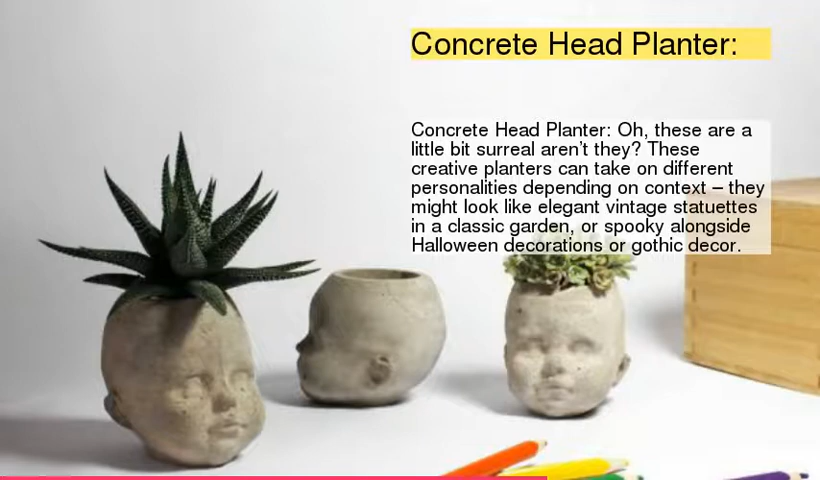 Concrete Head Planter:
Concrete Head Planter: Oh, these are a
little bit surreal aren't they? These
creative planters can take on different
personalities depending on context – they
might look like elegant vintage statuettes
in a classic garden, or spooky alongside
Halloween decorations or gothic decor.